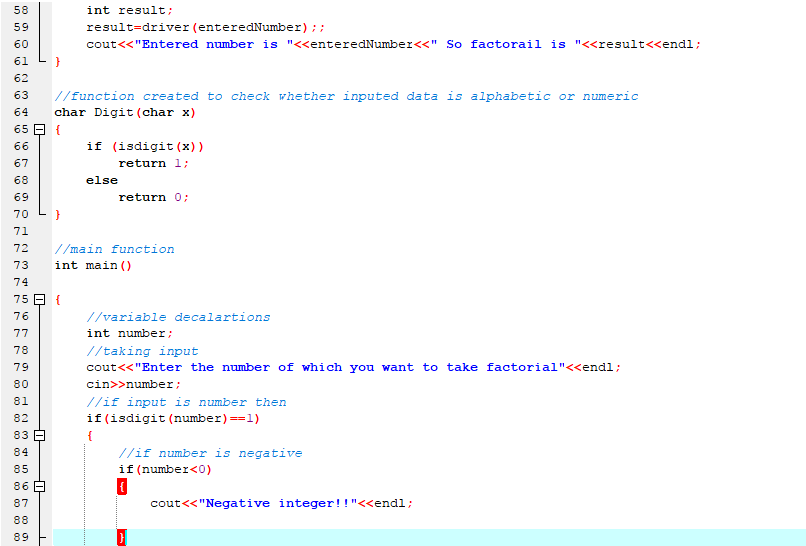 58 int result;
59 result=driver(enteredNumber);;
60 cout<<"Entered number is "<<enteredNumber<<" So factorail is "<<result<<endl;
61 }
62
63 //function created to check whether inputed data is alphabetic or numeric
64 char Digit(char x)
65 {
66 if (isdigit(x))
67 return 1;
68 else
69 return 0;
70 }
71
72 //main function
73 int main()
74
75 {
76 //variable decalartions
77 int number;
78 //taking input
79 cout<<"Enter the number of which you want to take factorial"<<endl;
80 cin>>number;
81 //if input is number then
82 if(isdigit(number)==1)
83 {
84 //if number is negative
85 if(number<0)
86 {
87 cout<<"Negative integer!!"<<endl;
88
89 }